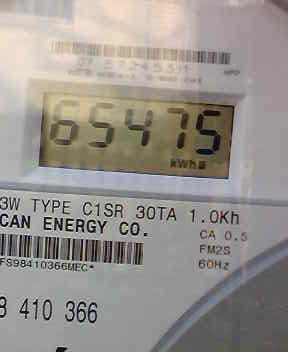 65475
kWh
3W TYPE C1SR 30TA 1.0Kh
CAN ENERGY CO.
CA 0.5
FM2S
60Hz
FS98410366MEC*
8 410 366